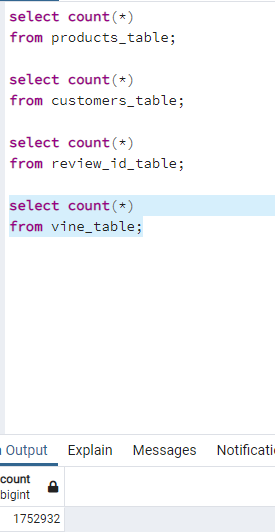 select count(*)
from products_table;
select count(*)
from customers_table;
select count(*)
from review_id_table;
select count(*)
from vine_table;
Output Explain Messages
count
bigint
1752932